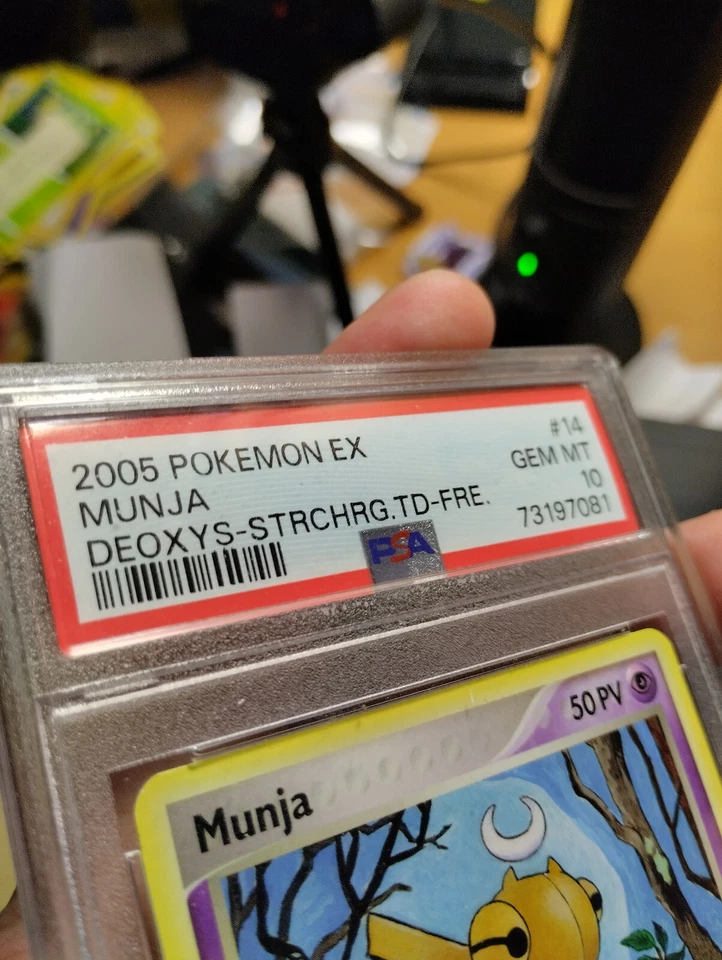 2005 POKEMON EX #14
MUNJA GEM MT
DEOXYS-STRCHRG.TD-FRE. 10
PSA 73197081
Munja 50 PV